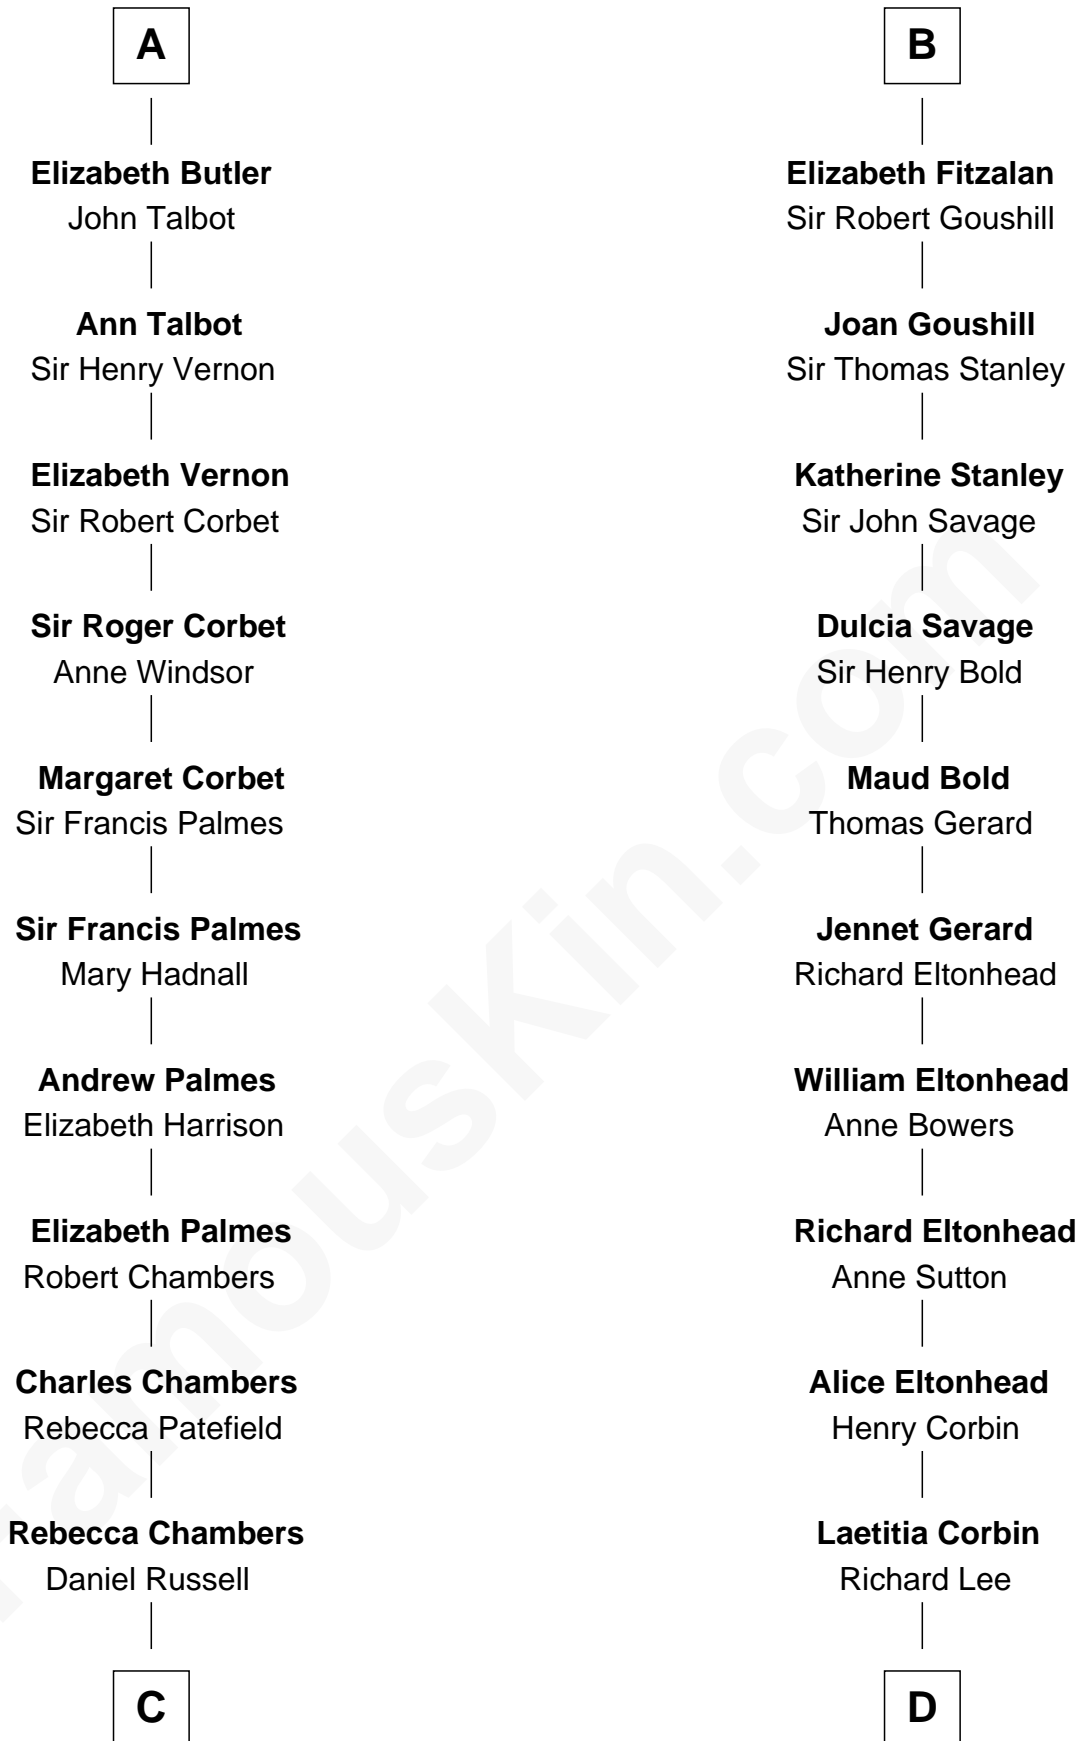 A
Elizabeth Butler
John Talbot
Ann Talbot
Sir Henry Vernon
Elizabeth Vernon
Sir Robert Corbet
Sir Roger Corbet
Anne Windsor
Margaret Corbet
Sir Francis Palmes
Sir Francis Palmes
Mary Hadnall
Andrew Palmes
Elizabeth Harrison
Elizabeth Palmes
Robert Chambers
Charles Chambers
Rebecca Patefield
Rebecca Chambers
Daniel Russell
C
B
Elizabeth Fitzalan
Sir Robert Goushill
Joan Goushill
Sir Thomas Stanley
Katherine Stanley
Sir John Savage
Dulcia Savage
Sir Henry Bold
Maud Bold
Thomas Gerard
Jennet Gerard
Richard Eltonhead
William Eltonhead
Anne Bowers
Richard Eltonhead
Anne Sutton
Alice Eltonhead
Henry Corbin
Laetitia Corbin
Richard Lee
D
FamousKin.com